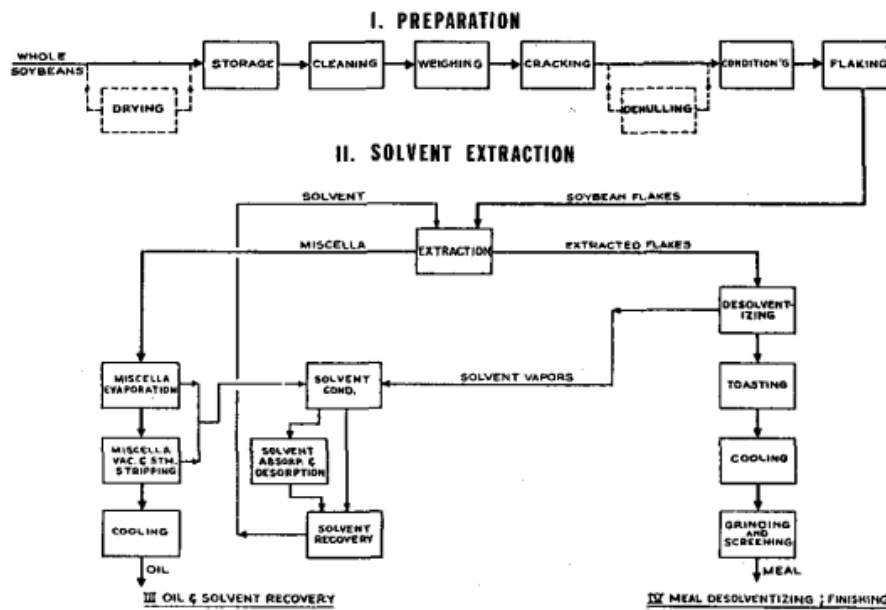 I. PREPARATION
WHOLE
SOYBEANS
STORAGE
CLEANING
WEIGHING
CRACKING
CONDITION'G
FLAKING
DRYING
DEHULLING
II. SOLVENT EXTRACTION
SOLVENT
SOYBEAN FLAKES
EXTRACTION
MISCELLA
EXTRACTED FLAKES
DESOLVENT-
IZING
SOLVENT VAPORS
MISCELLA
EVAPORATION
SOLVENT
COND.
TOASTING
MISCELLA
VAC. & STM.
STRIPPING
SOLVENT
ABSORP. &
DESORPTION
COOLING
COOLING
SOLVENT
RECOVERY
GRINDING
AND
SCREENING
OIL
MEAL
III OIL & SOLVENT RECOVERY
IV MEAL DESOLVENTIZING ; FINISHING